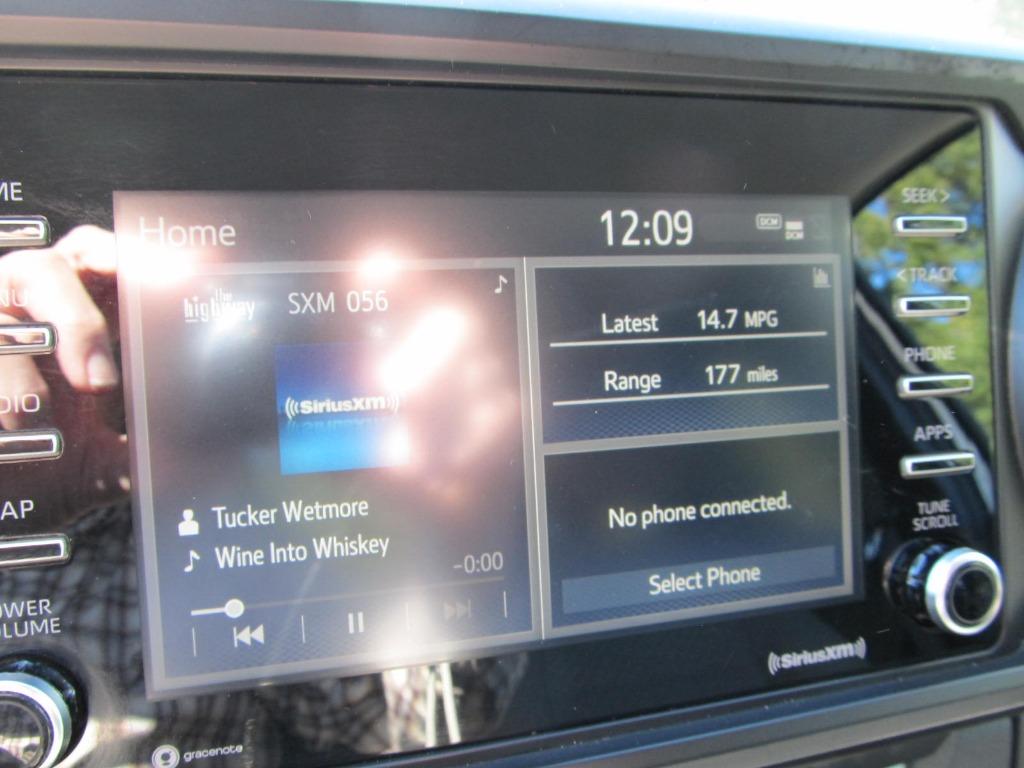 Home
12:09
DCM
DCM
the
highway
SXM 056
SiriusXM
Tucker Wetmore
Wine Into Whiskey
-0:00
Latest 14.7 MPG
Range 177 miles
No phone connected.
Select Phone
ME
NU
DIO
AP
OWER
OLUME
SEEK >
< TRACK
PHONE
APPS
TUNE
SCROLL
SiriusXM
gracenote